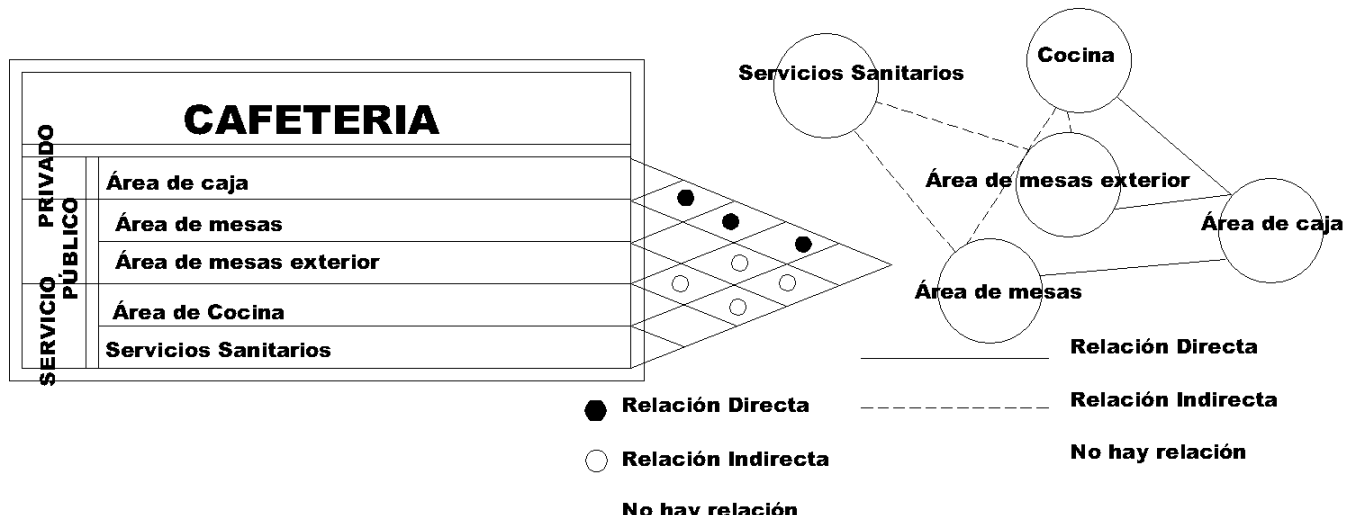 CAFETERIA
PRIVADO
PÚBLICO
SERVICIO
Área de caja
Área de mesas
Área de mesas exterior
Área de Cocina
Servicios Sanitarios
Relación Directa
Relación Indirecta
No hay relación
Servicios Sanitarios
Cocina
Área de mesas exterior
Área de caja
Área de mesas
Relación Directa
Relación Indirecta
No hay relación